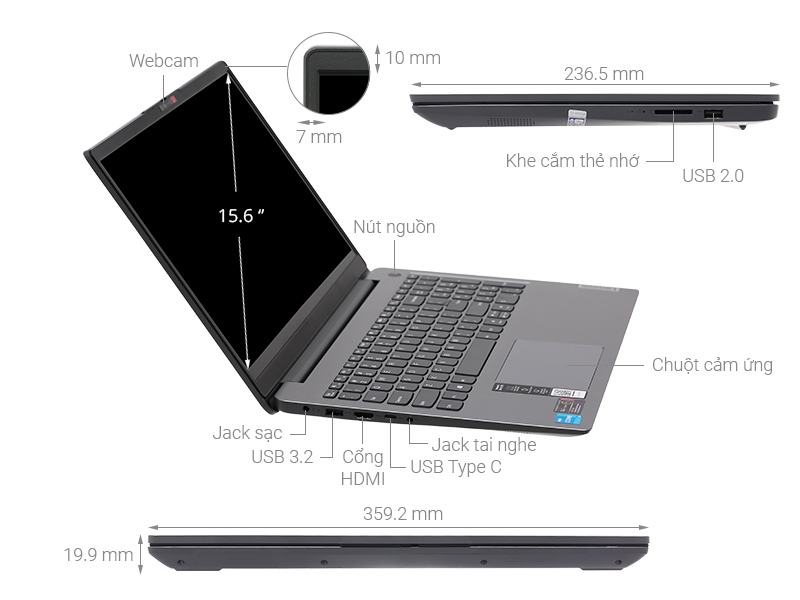 Webcam
10 mm
7 mm
236.5 mm
Khe cắm thẻ nhớ
USB 2.0
15.6 “
Nút nguồn
Chuột cảm ứng
Jack sạc
USB 3.2
Cổng
HDMI
USB Type C
Jack tai nghe
359.2 mm
19.9 mm